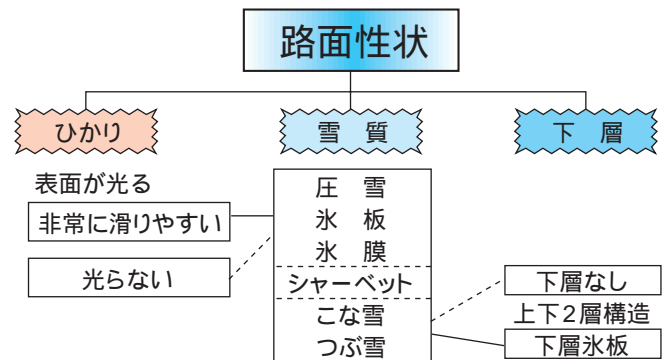 路面性状
ひかり
雪 質
下 層
表面が光る
非常に滑りやすい
光らない
圧 雪
氷 板
氷 膜
シャーベット
こな雪
つぶ雪
下層なし
上下2層構造
下層氷板